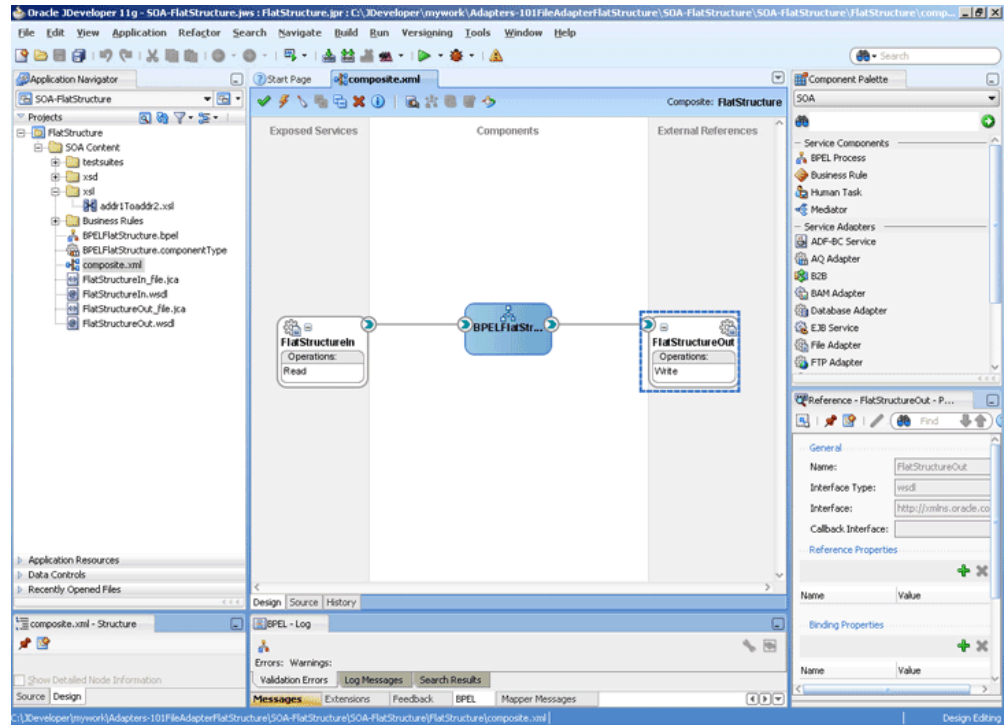 Oracle JDeveloper 11g - SOA-FlatStructure.jws : FlatStructure.jpr : C:\JDeveloper\mywork\Adapters-101FileAdapterFlatStructure\SOA-FlatStructure\SOA-FlatStructure\FlatStructure\comp...
File Edit View Application Refactor Search Navigate Build Run Versigning Tools Window Help
Search
Application Navigator
SOA-FlatStructure
Projects
FlatStructure
SOA Content
testsuites
xsd
xsl
addr1Toaddr2.xsl
Business Rules
BPELFlatStructure.bpel
BPELFlatStructure.componentType
composite.xml
FlatStructureIn_file.jca
FlatStructureIn.wsdl
FlatStructureOut_file.jca
FlatStructureOut.wsdl
Application Resources
Data Controls
Recently Opened Files
composite.xml - Structure
Show Detailed Node Information
Source Design
Start Page composite.xml
Composite: FlatStructure
Exposed Services Components External References
FlatStructureIn
Operations:
Read
BPELFlatStr...
FlatStructureOut
Operations:
Write
Design Source History
BPEL - Log
Errors: Warnings:
Validation Errors Log Messages Search Results
Messages Extensions Feedback BPEL Mapper Messages
Component Palette
SOA
Service Components
BPEL Process
Business Rule
Human Task
Mediator
Service Adapters
ADF-BC Service
AQ Adapter
B2B
BAM Adapter
Database Adapter
EJB Service
File Adapter
FTP Adapter
Reference - FlatStructureOut - P...
Find
General
Name: FlatStructureOut
Interface Type: wsdl
Interface: http://xmlns.oracle.co
Callback Interface:
Reference Properties
Name Value
Binding Properties
Name Value
C:\JDeveloper\mywork\Adapters-101FileAdapterFlatStructure\SOA-FlatStructure\SOA-FlatStructure\FlatStructure\composite.xml
Design Editing